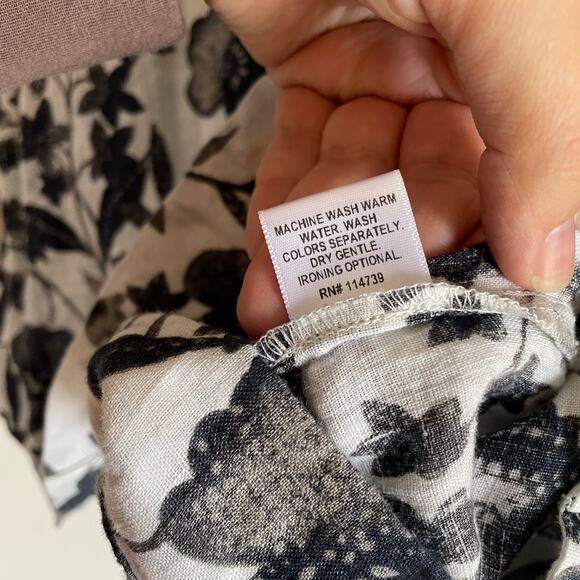 MACHINE WASH WARM
WATER. WASH
COLORS SEPARATELY.
DRY GENTLE.
IRONING OPTIONAL.
RN# 114739